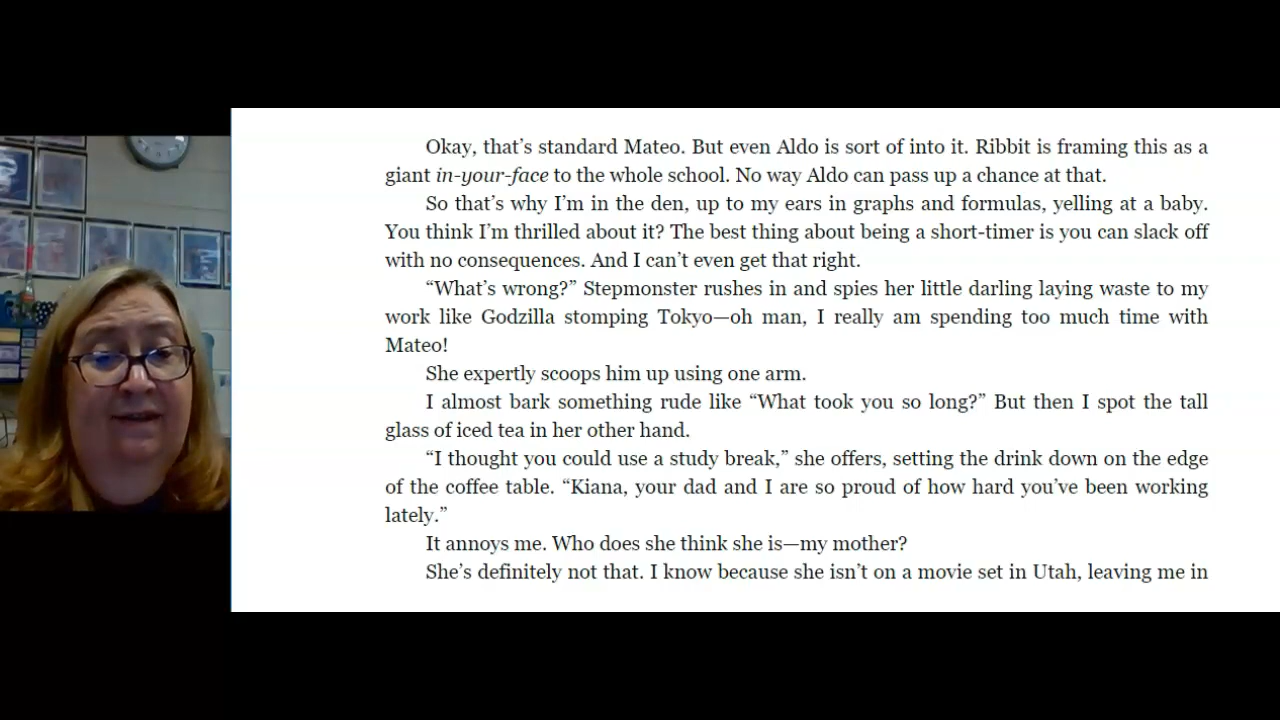 Okay, that’s standard Mateo. But even Aldo is sort of into it. Ribbit is framing this as a
giant in-your-face to the whole school. No way Aldo can pass up a chance at that.
So that’s why I’m in the den, up to my ears in graphs and formulas, yelling at a baby.
You think I’m thrilled about it? The best thing about being a short-timer is you can slack off
with no consequences. And I can’t even get that right.
“What’s wrong?” Stepmonster rushes in and spies her little darling laying waste to my
work like Godzilla stomping Tokyo—oh man, I really am spending too much time with
Mateo!
She expertly scoops him up using one arm.
I almost bark something rude like “What took you so long?” But then I spot the tall
glass of iced tea in her other hand.
“I thought you could use a study break,” she offers, setting the drink down on the edge
of the coffee table. “Kiana, your dad and I are so proud of how hard you’ve been working
lately.”
It annoys me. Who does she think she is—my mother?
She’s definitely not that. I know because she isn’t on a movie set in Utah, leaving me in